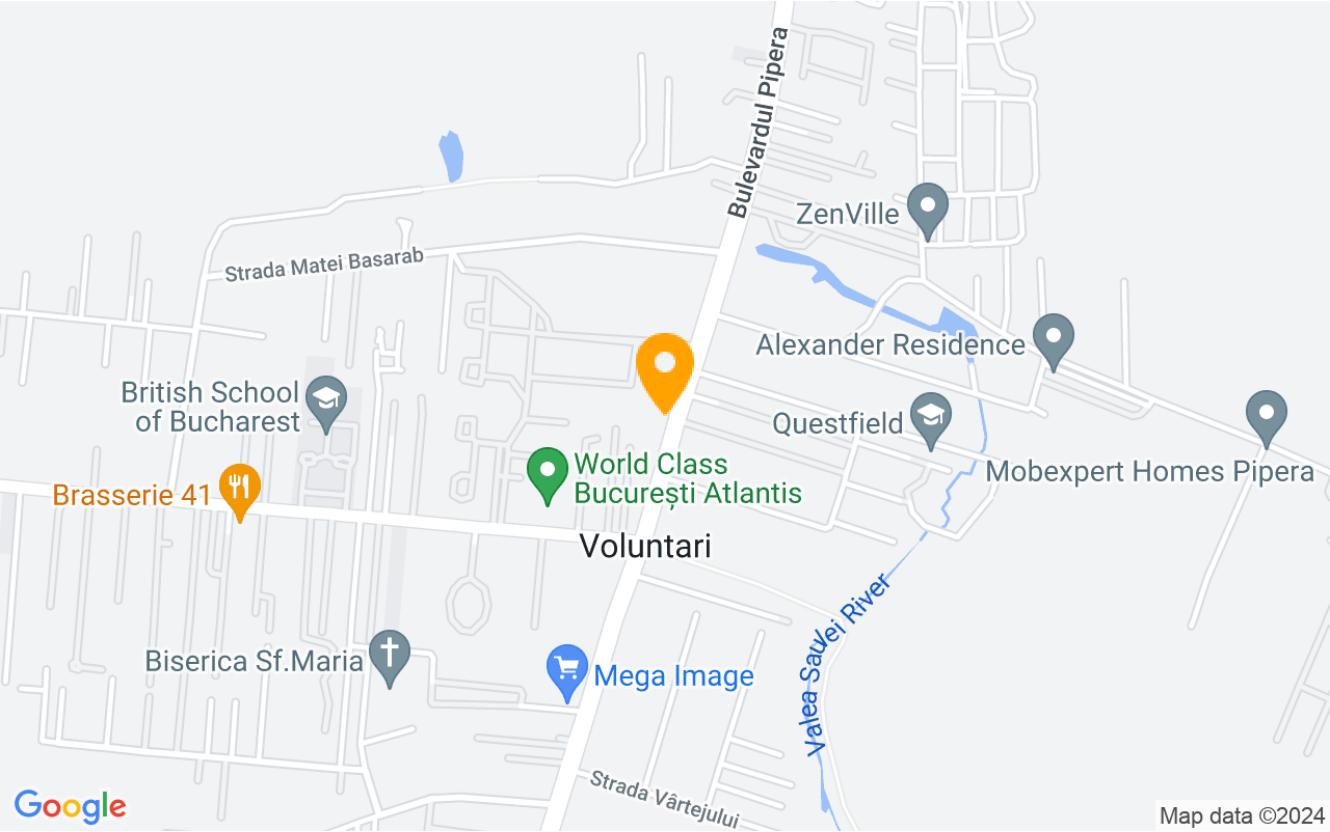 Bulevardul Pipera
ZenVille
Strada Matei Basarab
Alexander Residence
British School
of Bucharest
Questfield
World Class
București Atlantis
Mobexpert Homes Pipera
Brasserie 41
Voluntari
Valea Saulei River
Biserica Sf.Maria
Mega Image
Strada Vârtejului
Google
Map data ©2024